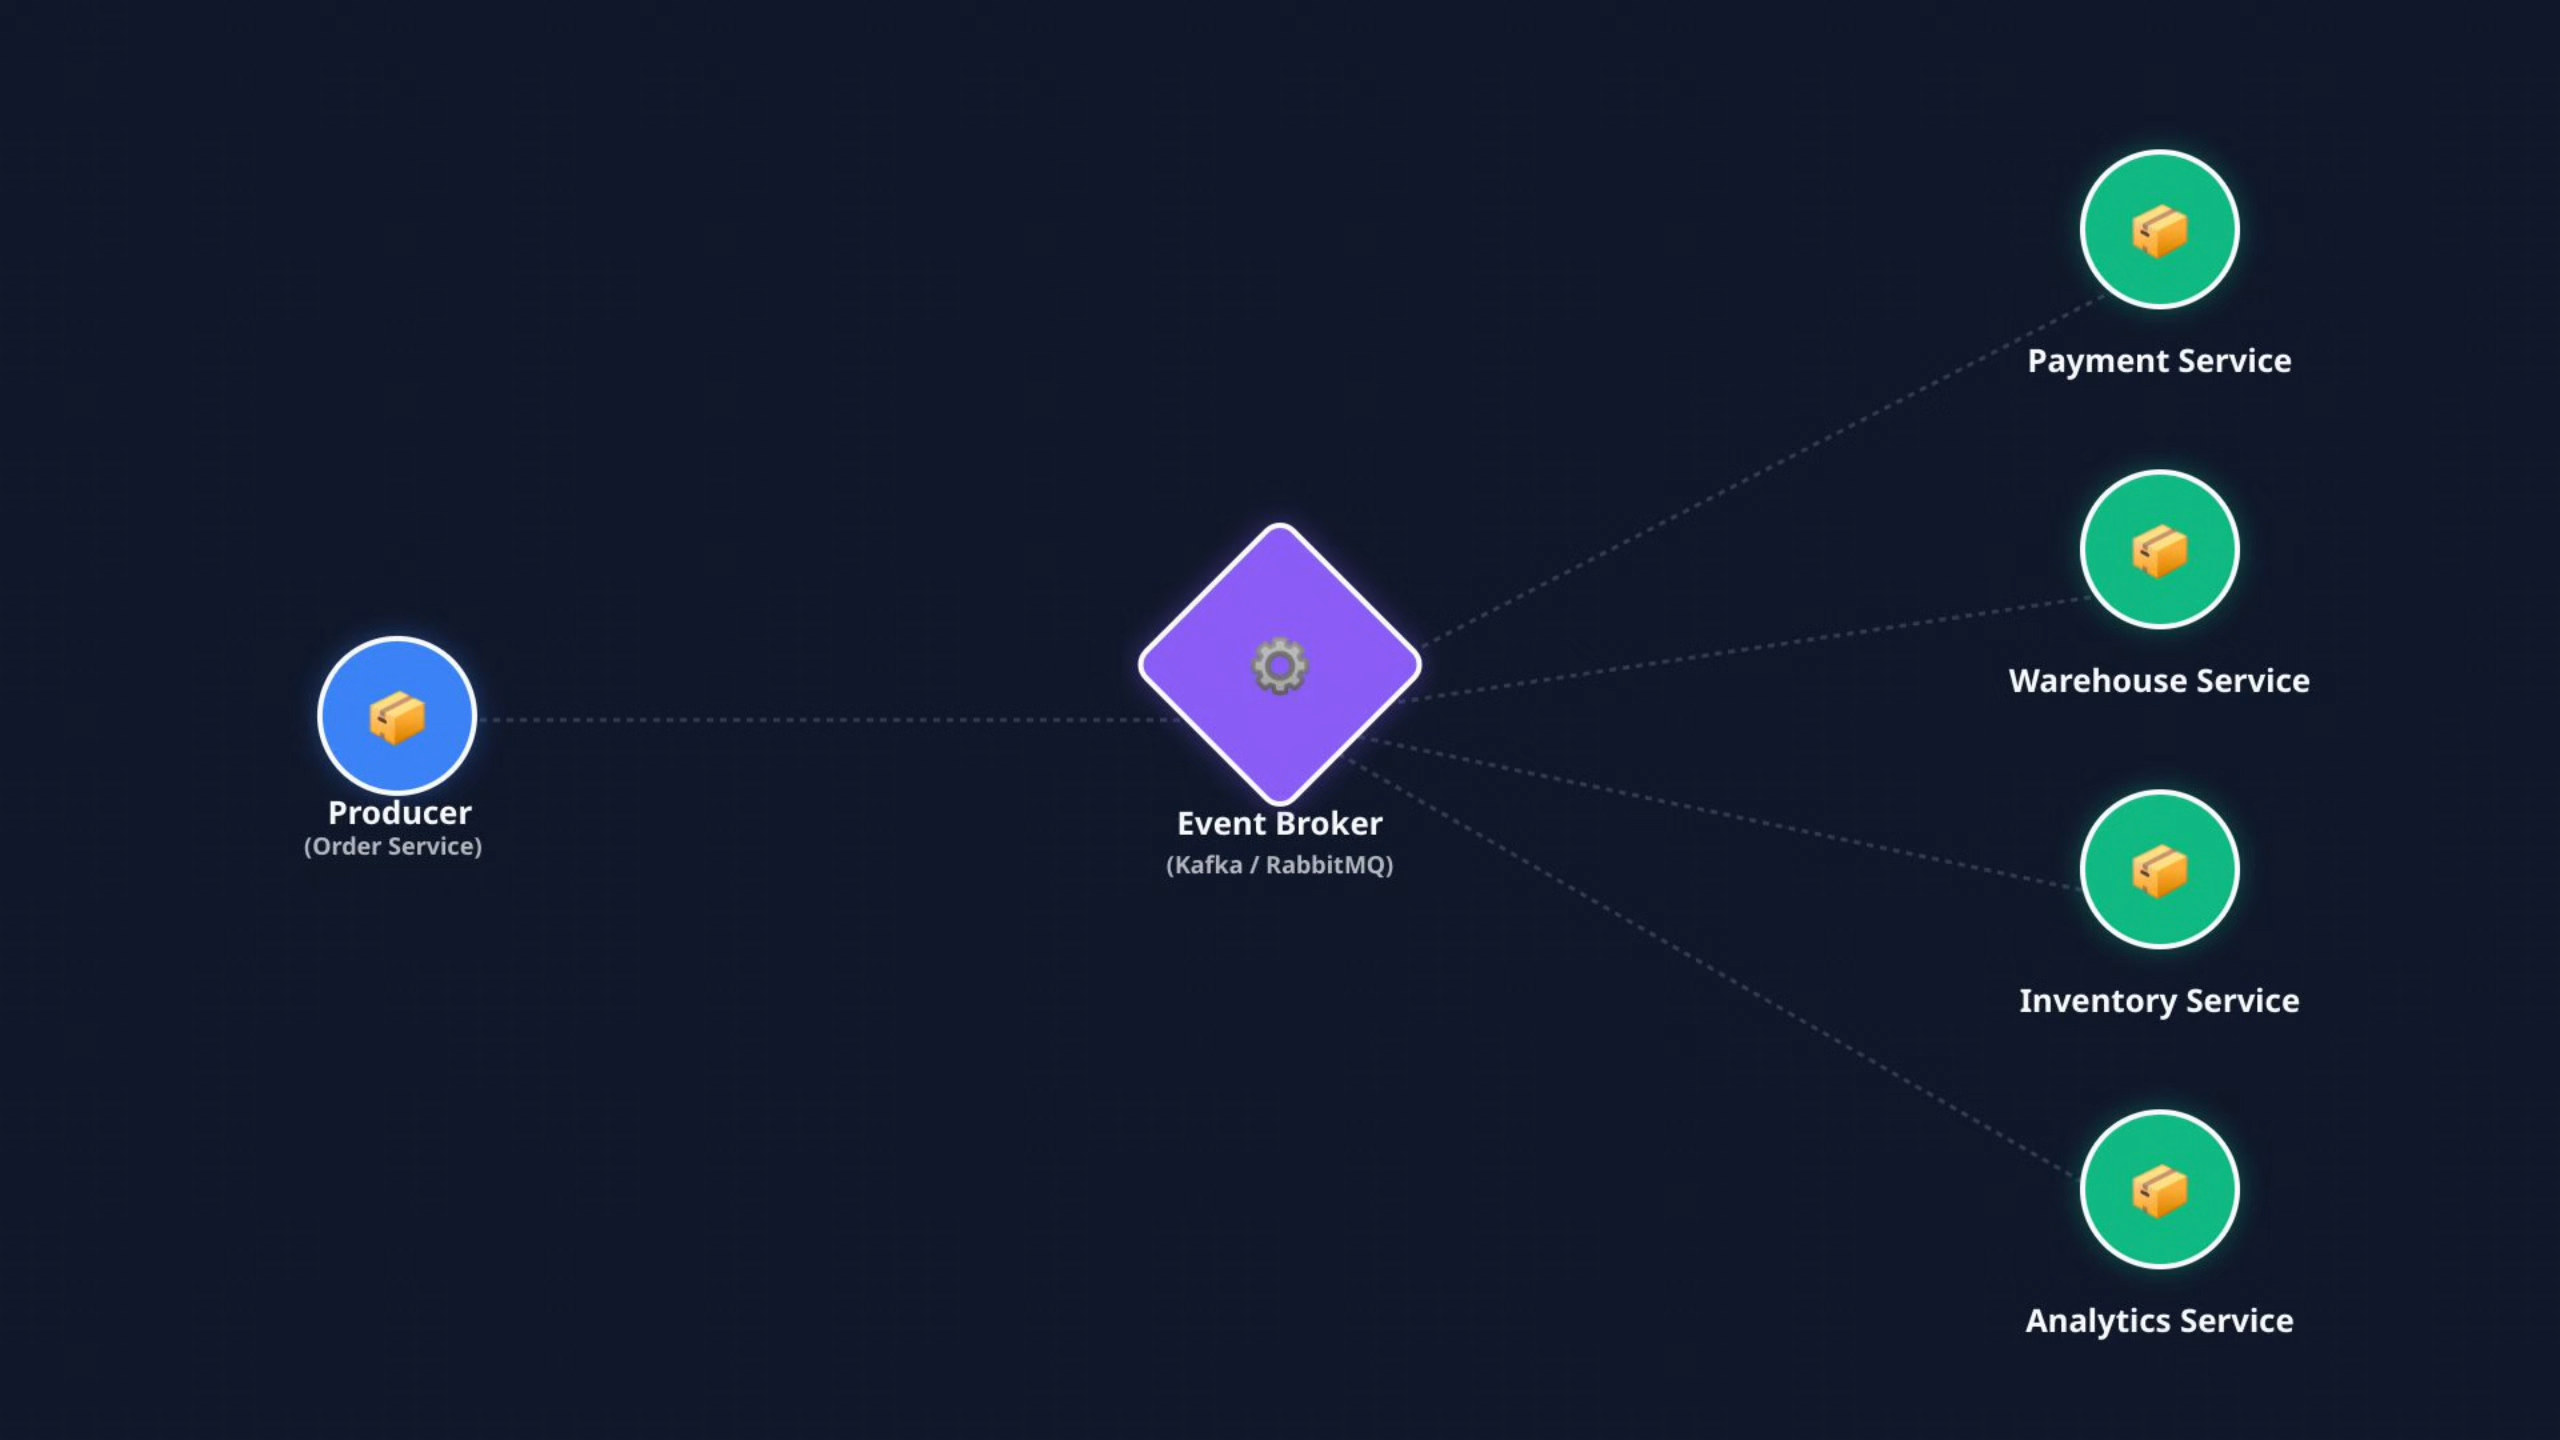 Payment Service
Warehouse Service
Producer
(Order Service)
Event Broker
(Kafka / RabbitMQ)
Inventory Service
Analytics Service